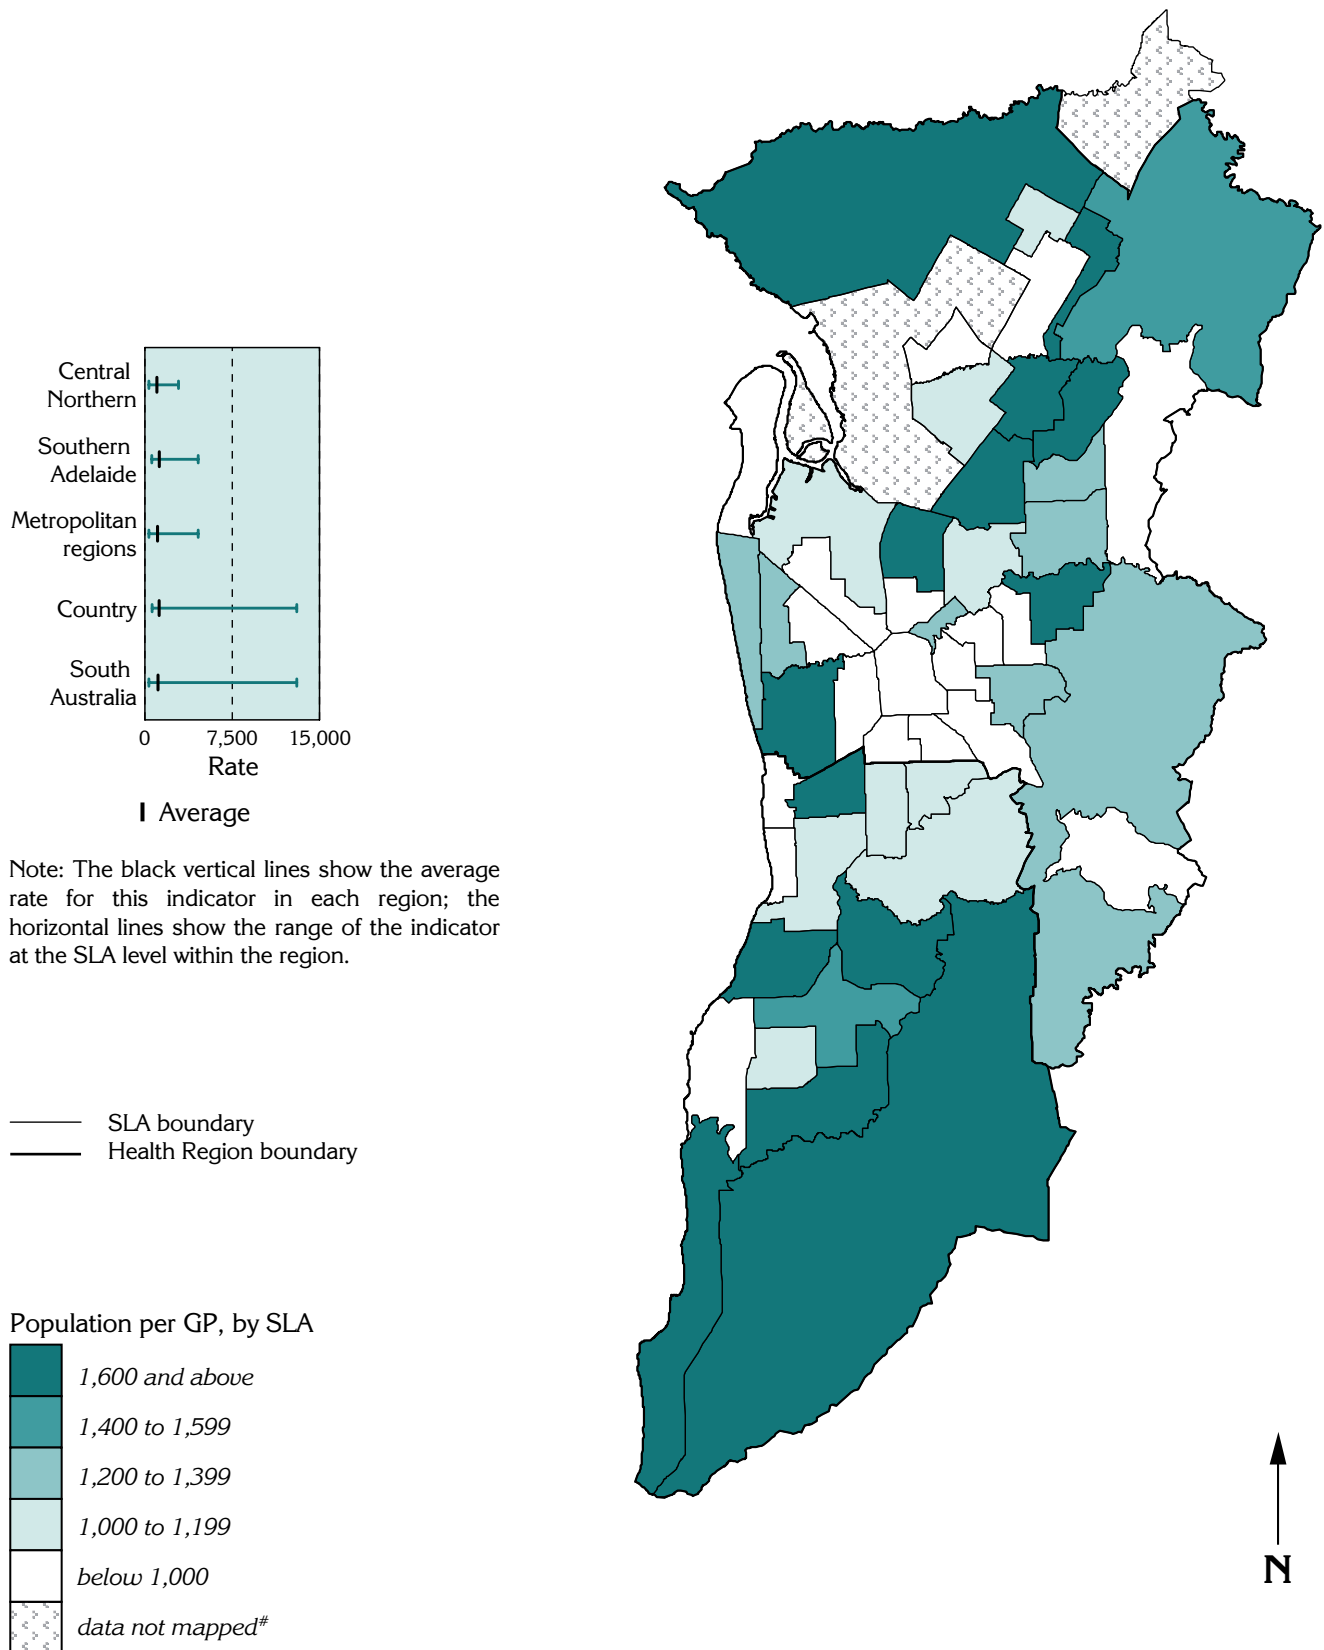 Central
Northern
Southern
Adelaide
Metropolitan
regions
Country
South
Australia
0 7,500 15,000
Rate
Average
Note: The black vertical lines show the average
rate for this indicator in each region; the
horizontal lines show the range of the indicator
at the SLA level within the region.
SLA boundary
Health Region boundary
Population per GP, by SLA
1,600 and above
1,400 to 1,599
1,200 to 1,399
1,000 to 1,199
below 1,000
data not mapped#
N